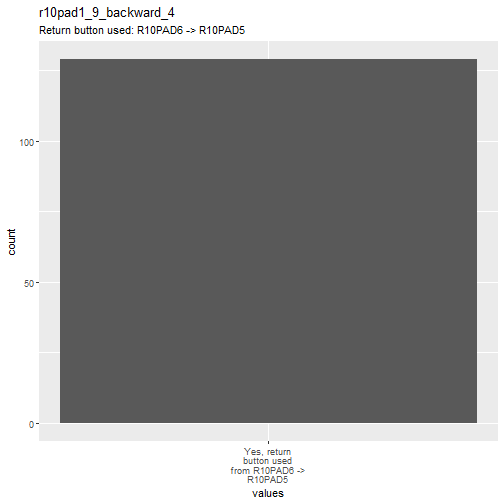 r10pad1_9_backward_4
Return button used: R10PAD6 -> R10PAD5
100
50
0
count
Yes, return
button used
from R10PAD6 ->
R10PAD5
values